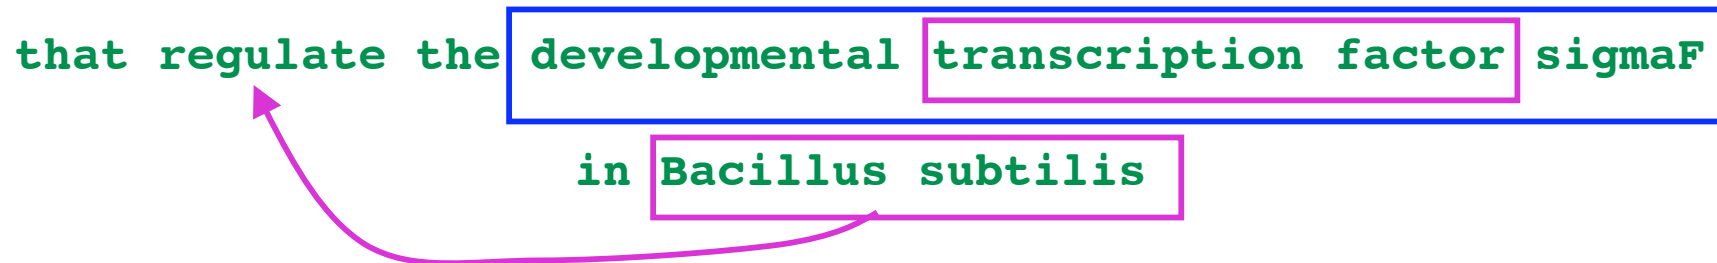 that regulate the developmental transcription factor sigmaF
in Bacillus subtilis